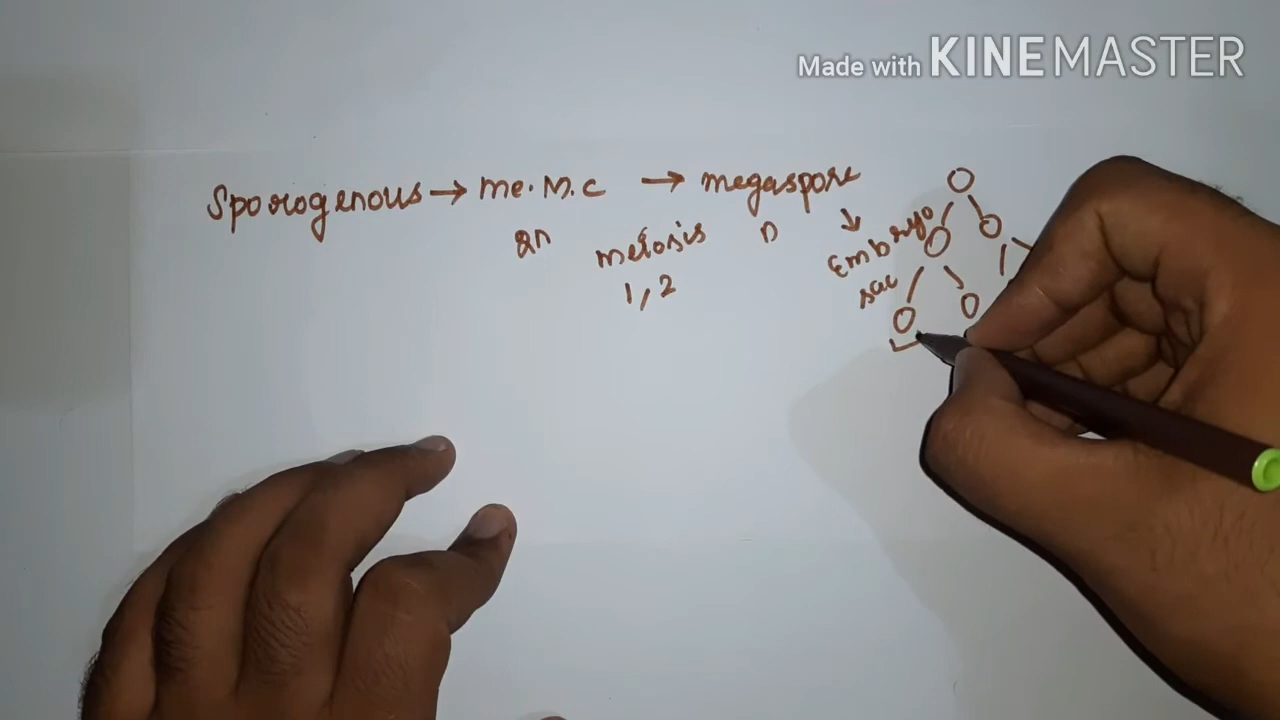 Made with KINEMASTER
Sporogenous → me.M.C → megaspore
2n meiosis n
1, 2
↓
Embryo
sac